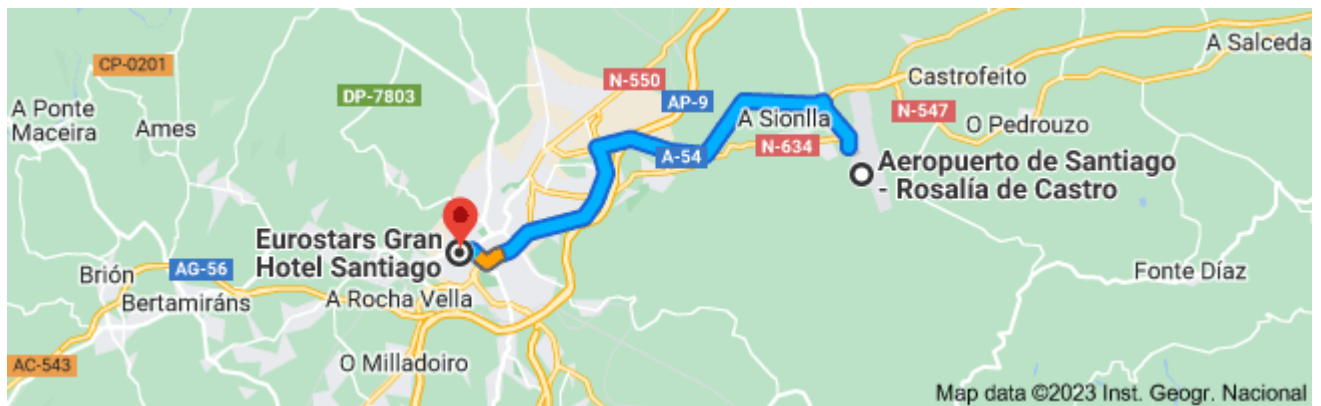 CP-0201
N-550
A Salceda
Castrofeito
DP-7803
AP-9
A Ponte
Maceira
Ames
A Sionlla
N-547
O Pedrouzo
N-634
A-54
Aeropuerto de Santiago
- Rosalía de Castro
Eurostars Gran
Hotel Santiago
Brión
AG-56
Fonte Díaz
Bertamiráns
A Rocha Vella
AC-543
O Milladoiro
Map data ©2023 Inst. Geogr. Nacional